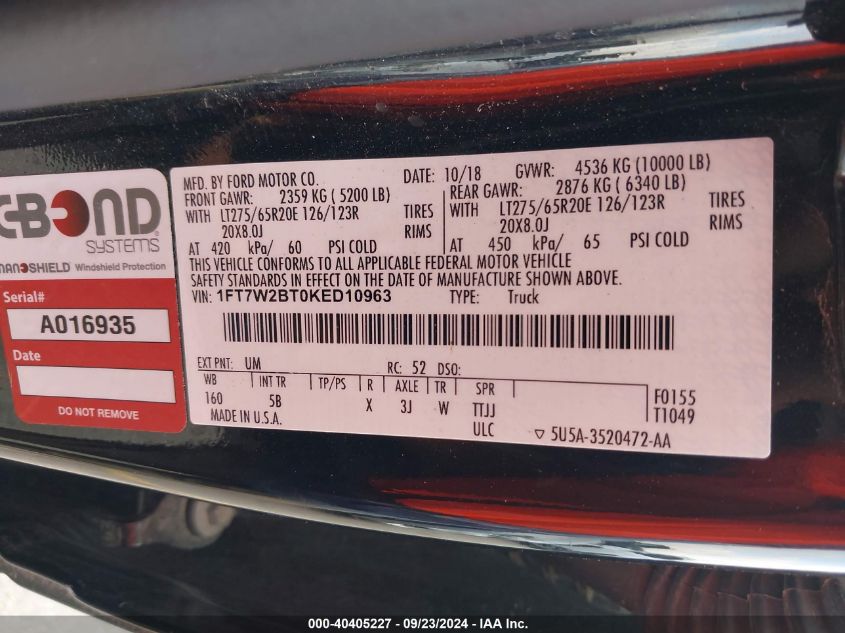 C-BOND
SYSTEMS
NANOSHIELD Windshield Protection
Serial#
A016935
Date
DO NOT REMOVE
MFD. BY FORD MOTOR CO.
DATE: 10/18 GVWR: 4536 KG (10000 LB)
FRONT GAWR: 2359 KG ( 5200 LB)
REAR GAWR: 2876 KG ( 6340 LB)
WITH LT275/65R20E 126/123R TIRES
WITH LT275/65R20E 126/123R TIRES
20X8.0J RIMS
20X8.0J RIMS
AT 420 kPa/ 60 PSI COLD
AT 450 kPa/ 65 PSI COLD
THIS VEHICLE CONFORMS TO ALL APPLICABLE FEDERAL MOTOR VEHICLE
SAFETY STANDARDS IN EFFECT ON THE DATE OF MANUFACTURE SHOWN ABOVE.
VIN: 1FT7W2BT0KED10963 TYPE: Truck
EXT PNT: UM RC: 52 DSO:
WB INT TR TP/PS R AXLE TR SPR
160 5B X 3J W TTJJ
F0155
T1049
MADE IN U.S.A. ULC
▽ 5U5A-3520472-AA
000-40405227 - 09/23/2024 - IAA Inc.